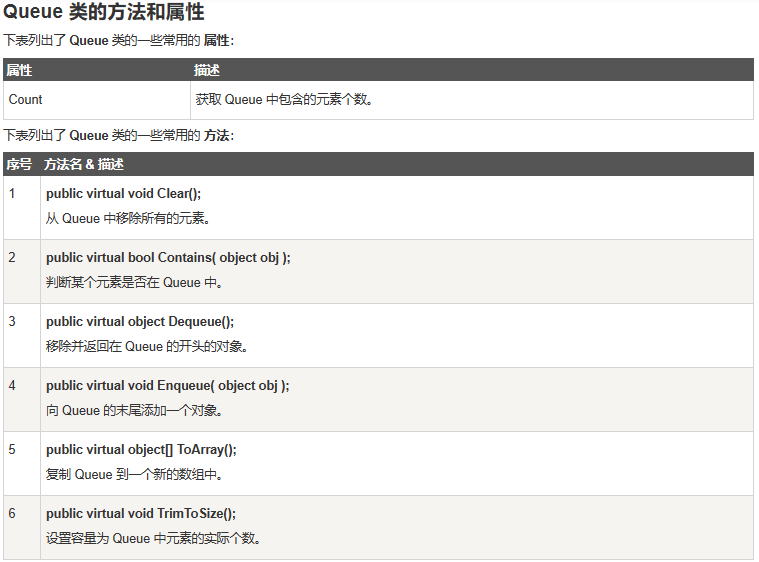 Queue 类的方法和属性
下表列出了 Queue 类的一些常用的 属性:
属性 描述
Count 获取 Queue 中包含的元素个数。
下表列出了 Queue 类的一些常用的 方法:
序号 方法名 & 描述
1 public virtual void Clear();
从 Queue 中移除所有的元素。
2 public virtual bool Contains( object obj );
判断某个元素是否在 Queue 中。
3 public virtual object Dequeue();
移除并返回在 Queue 的开头的对象。
4 public virtual void Enqueue( object obj );
向 Queue 的末尾添加一个对象。
5 public virtual object[] ToArray();
复制 Queue 到一个新的数组中。
6 public virtual void TrimToSize();
设置容量为 Queue 中元素的实际个数。